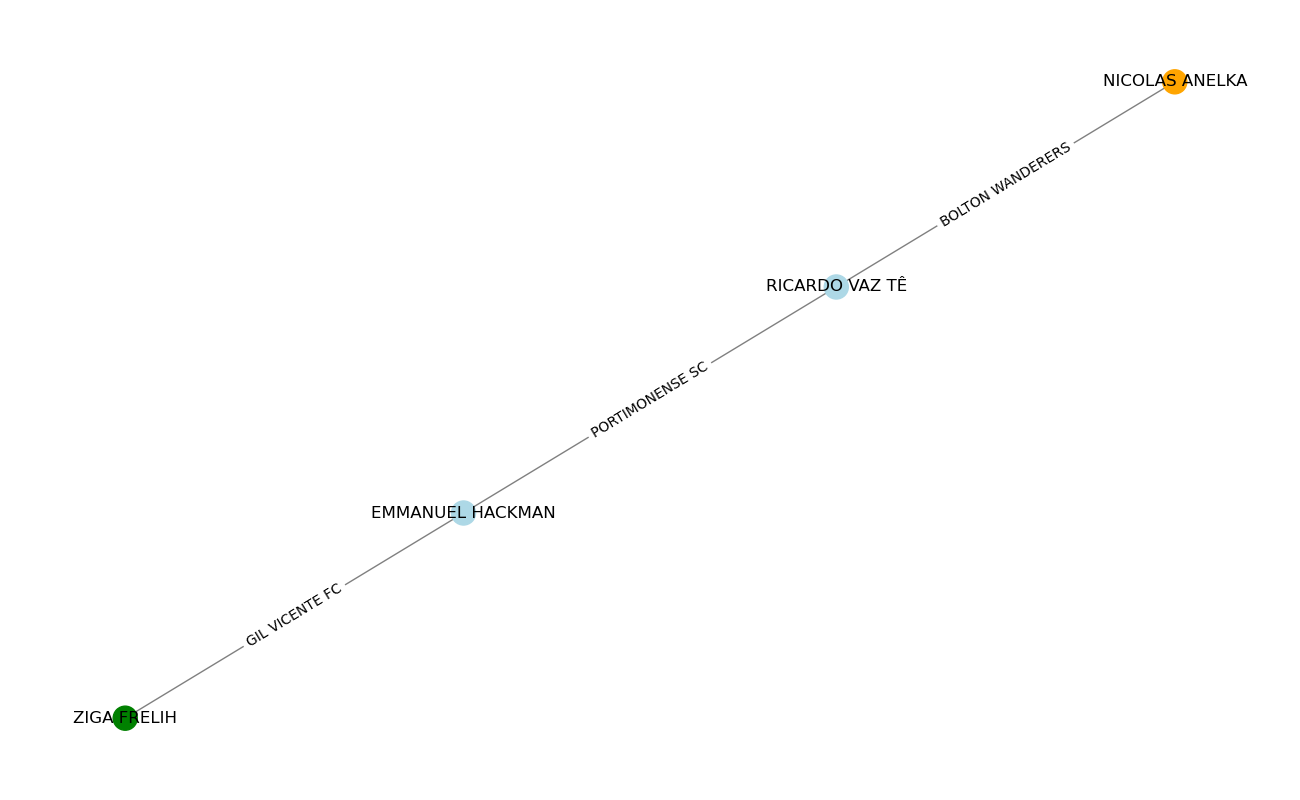 NICOLAS ANELKA
BOLTON WANDERERS
RICARDO VAZ TÊ
PORTIMONENSE SC
EMMANUEL HACKMAN
GIL VICENTE FC
ZIGA FRELIH